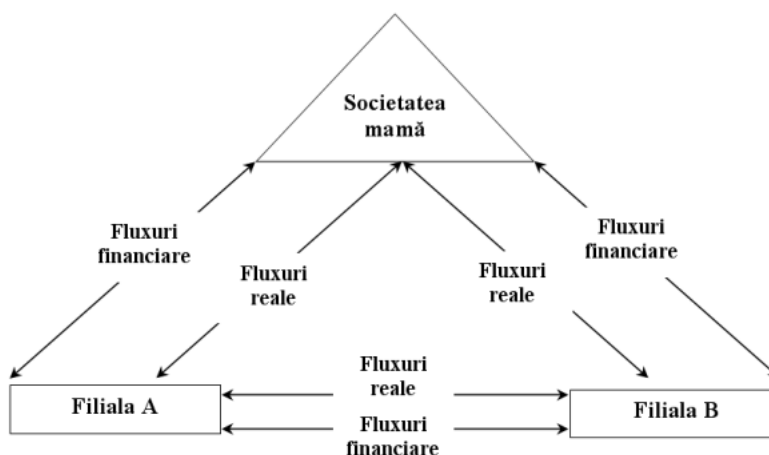 Societatea
mamă
Fluxuri
financiare
Fluxuri
reale
Fluxuri
reale
Fluxuri
financiare
Fluxuri
reale
Filiala A
Filiala B
Fluxuri
financiare